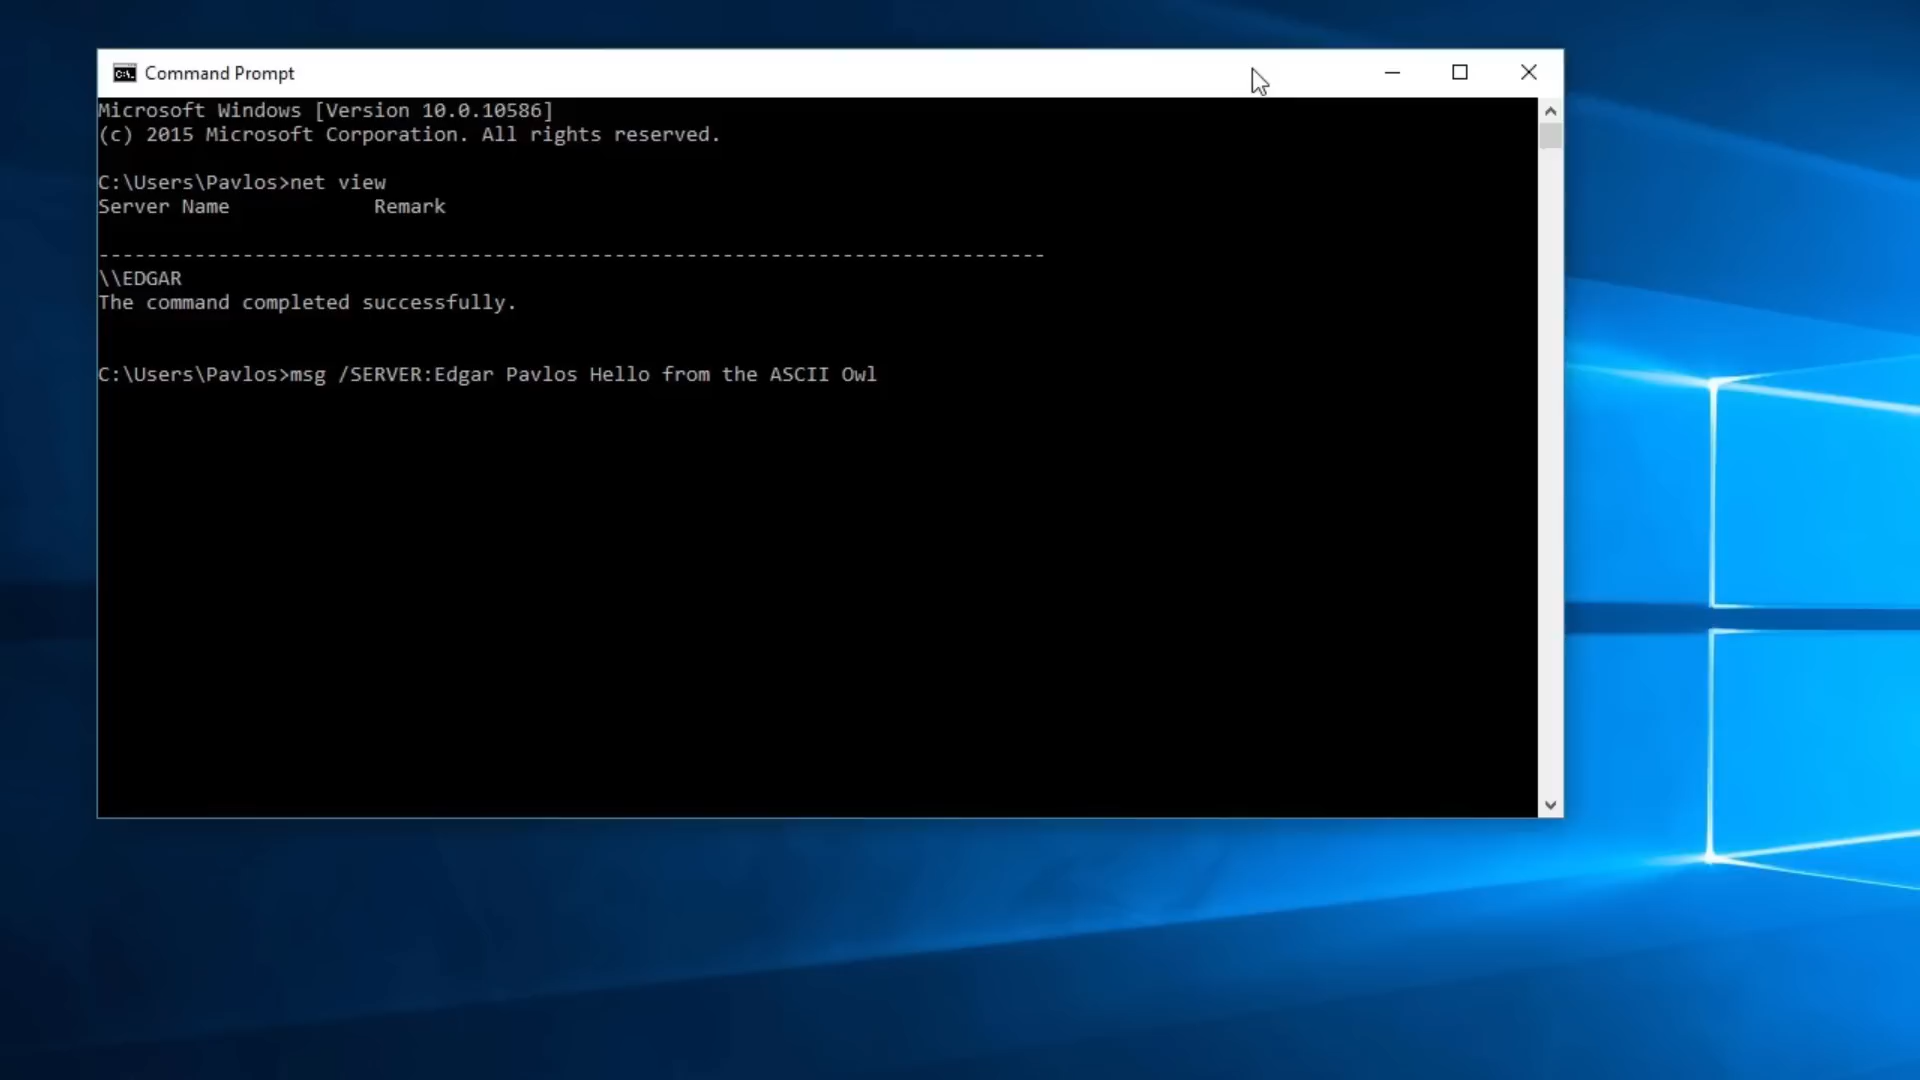 Command Prompt
Microsoft Windows [Version 10.0.10586]
(c) 2015 Microsoft Corporation. All rights reserved.
C:\Users\Pavlos>net view
Server Name            Remark
-------------------------------------------------------------------------------
\\EDGAR
The command completed successfully.
C:\Users\Pavlos>msg /SERVER:Edgar Pavlos Hello from the ASCII Owl